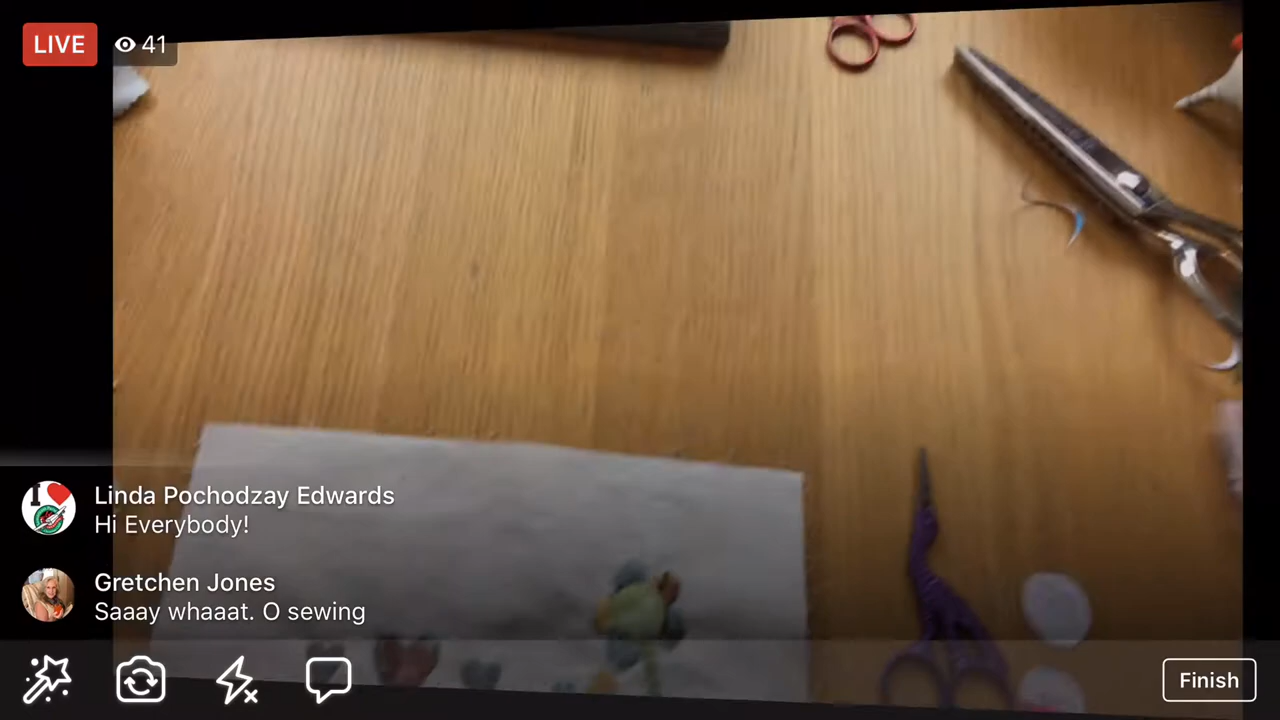 LIVE
41
Linda Pochodzay Edwards
Hi Everybody!
Gretchen Jones
Saaay whaaat. O sewing
Finish